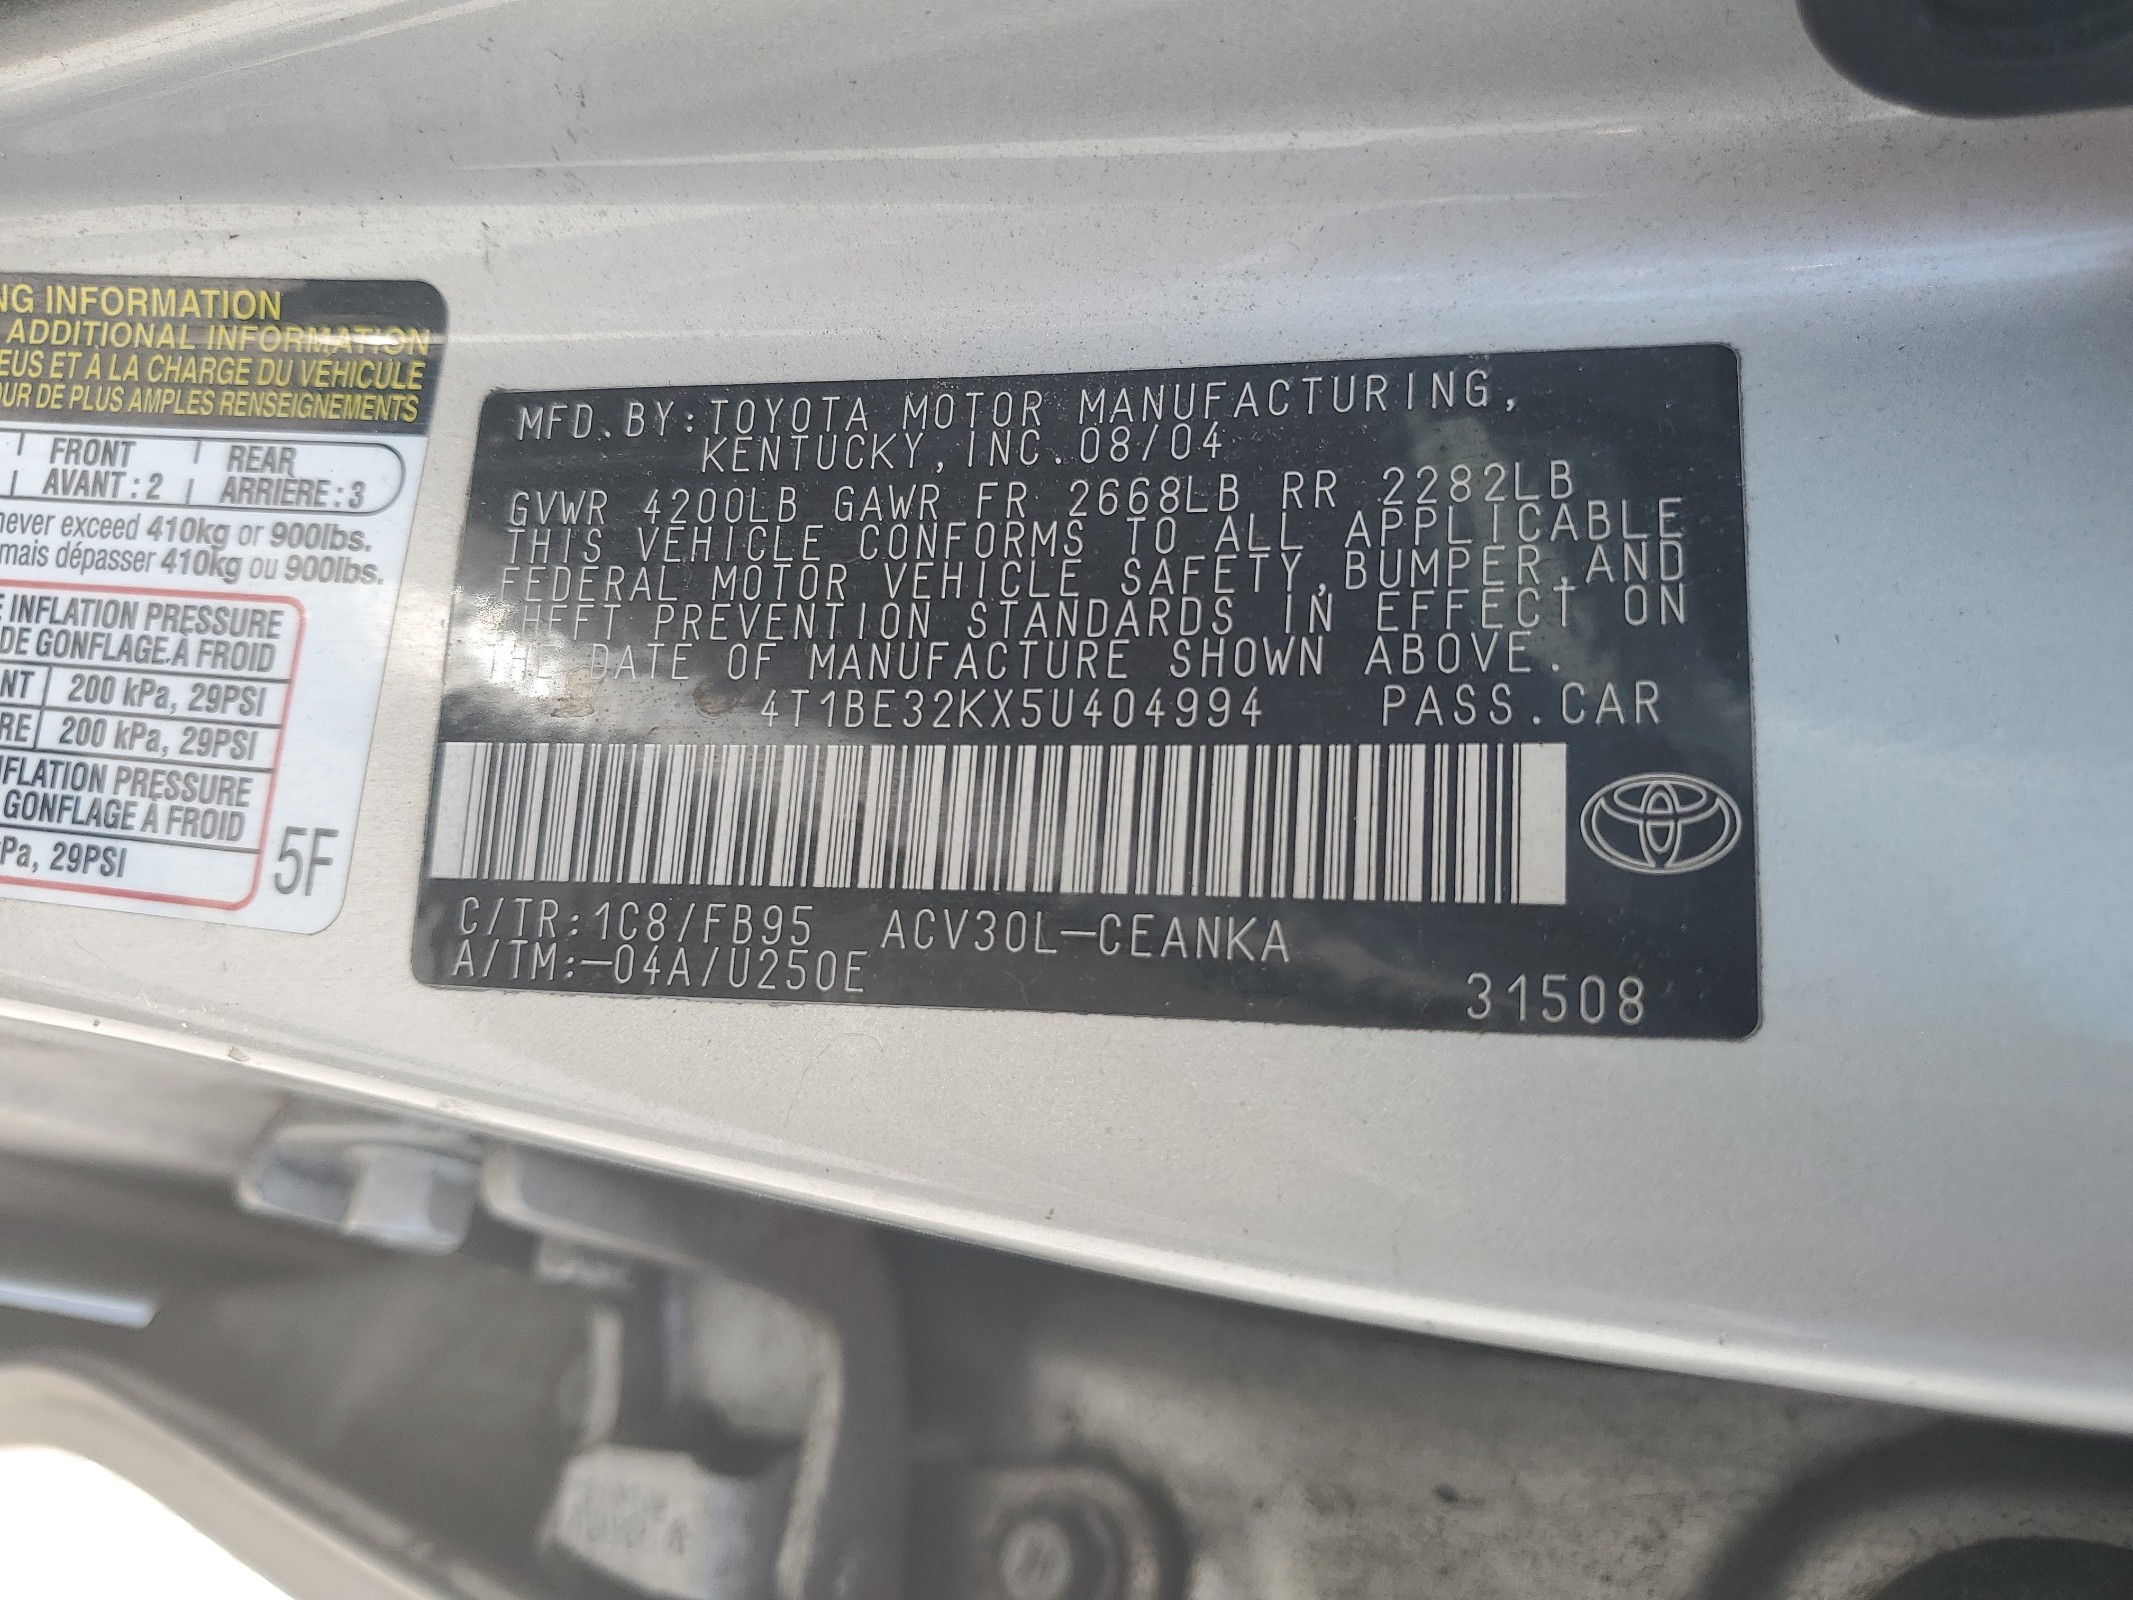 NG INFORMATION
ADDITIONAL INFORMATION
EUS ET À LA CHARGE DU VÉHICULE
OUR DE PLUS AMPLES RENSEIGNEMENTS
FRONT REAR
AVANT : 2 ARRIÈRE : 3
never exceed 410kg or 900lbs.
mais dépasser 410kg ou 900lbs.
E INFLATION PRESSURE
DE GONFLAGE À FROID
NT 200 kPa, 29PSI
RE 200 kPa, 29PSI
FLATION PRESSURE
GONFLAGE À FROID
Pa, 29PSI
5F
MFD.BY:TOYOTA MOTOR MANUFACTURING,
KENTUCKY,INC.08/04
GVWR 4200LB GAWR FR 2668LB RR 2282LB
THIS VEHICLE CONFORMS TO ALL APPLICABLE
FEDERAL MOTOR VEHICLE SAFETY,BUMPER,AND
THEFT PREVENTION STANDARDS IN EFFECT ON
THE DATE OF MANUFACTURE SHOWN ABOVE.
4T1BE32KX5U404994 PASS.CAR
C/TR:1C8/FB95 ACV30L-CEANKA
A/TM:-04A/U250E
31508